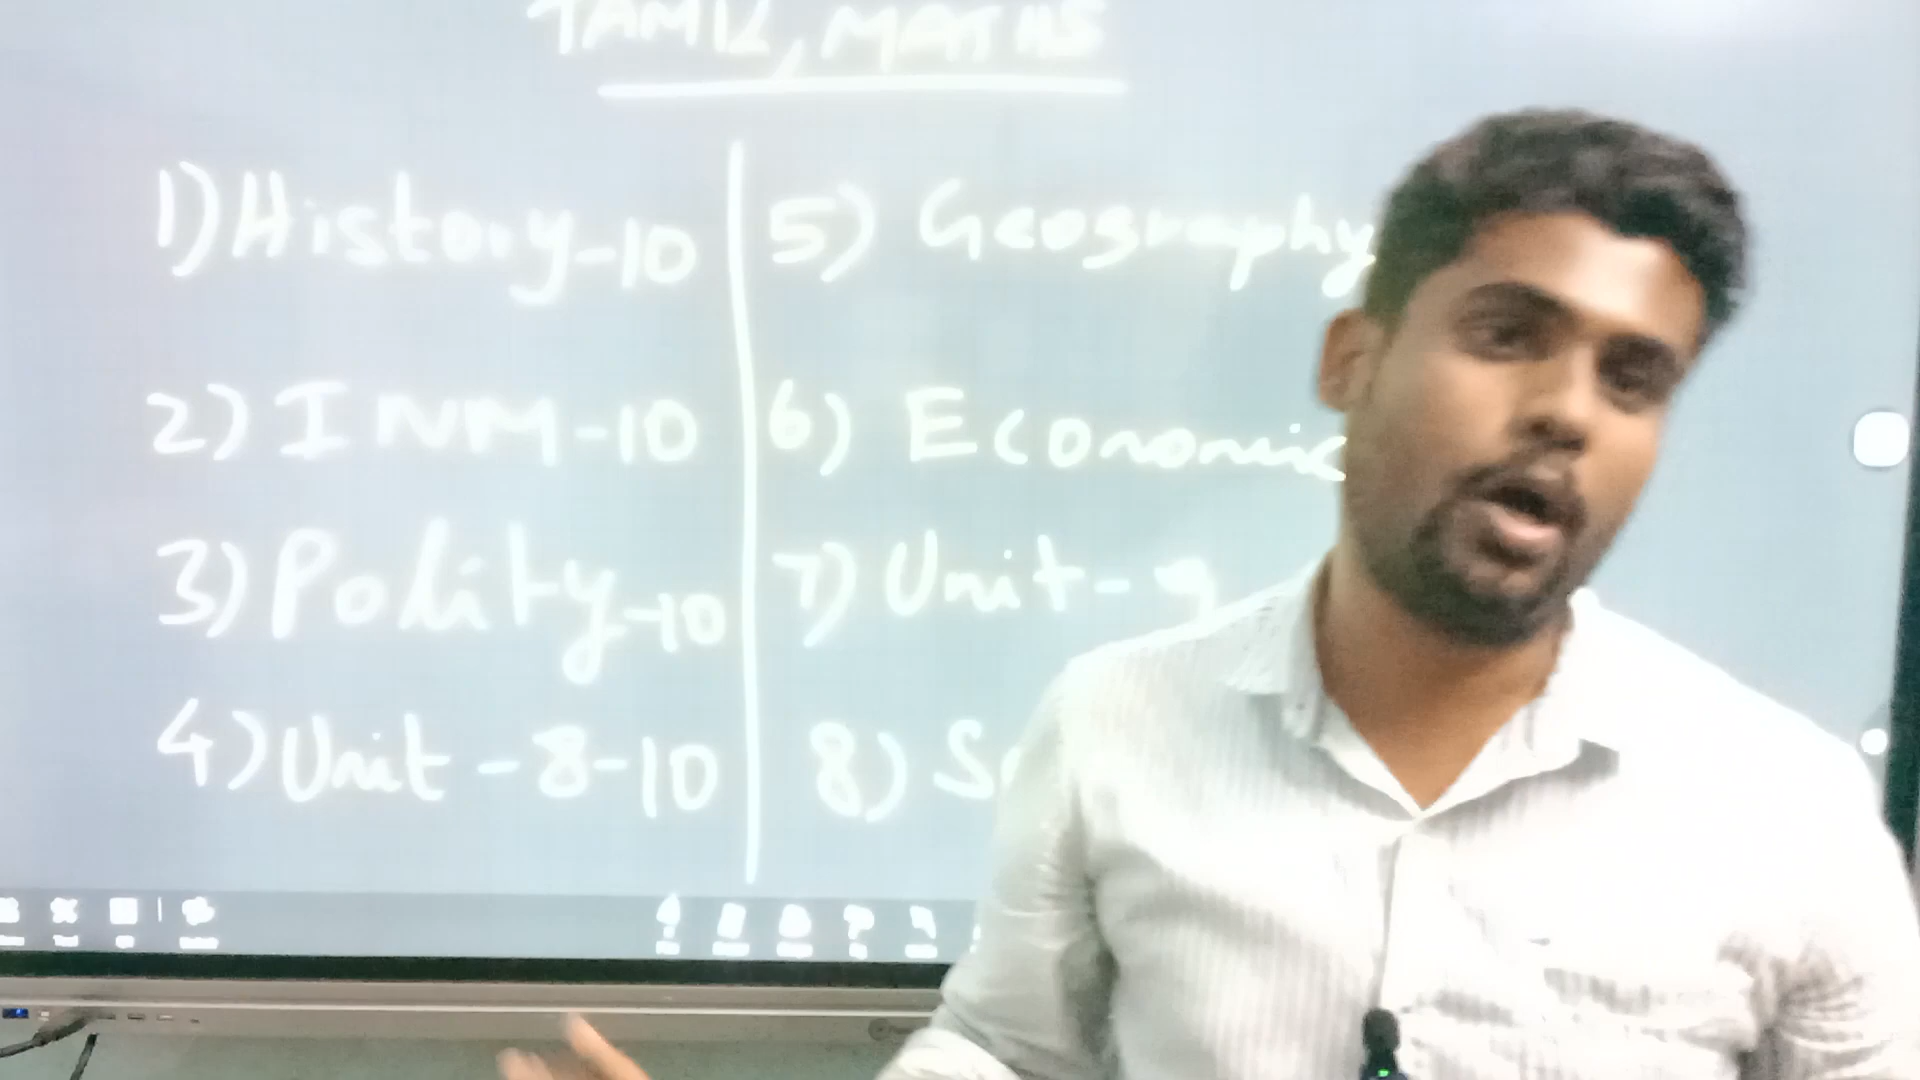 TAMIL, MATHS
1) History-10
2) INM-10
3) Polity-10
4) Unit-8-10
5) Geography
6) Economic
7) Unit-9
8)